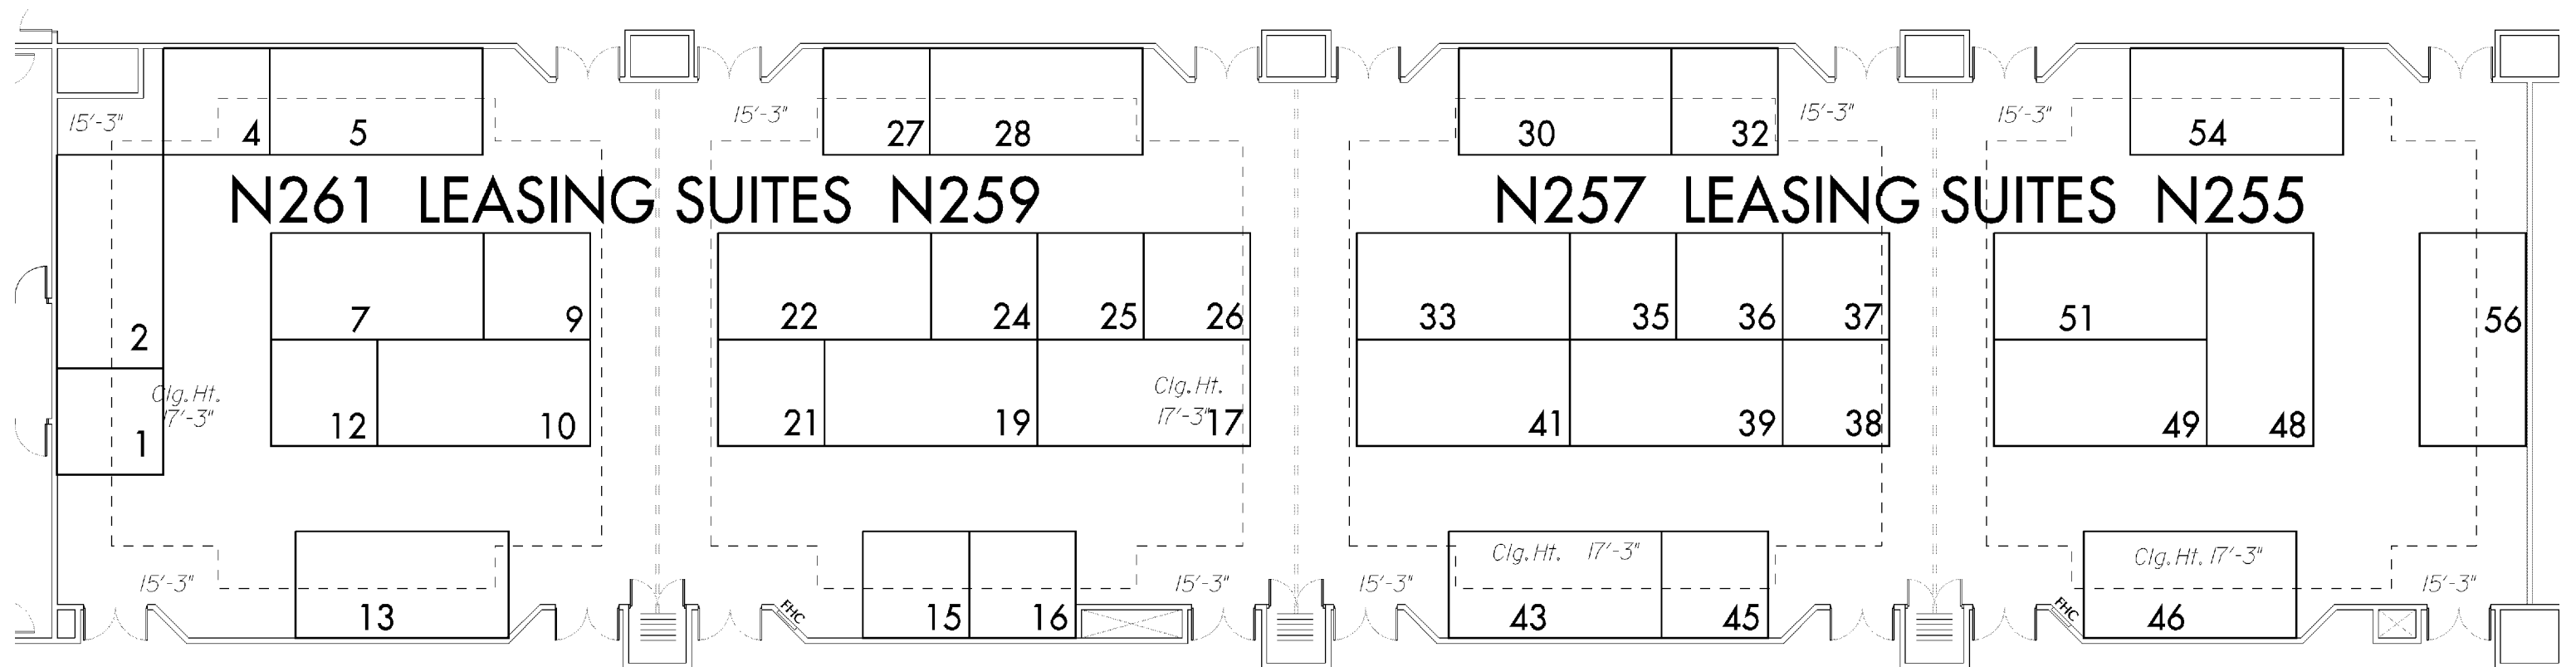 15'-3" 4 5 15'-3" 27 28 30 32 15'-3" 15'-3" 54
N261 LEASING SUITES N259 N257 LEASING SUITES N255
2 7 9 22 24 25 26 33 35 36 37 51 56
Clg. Ht.
17'-3"
1 12 10 21 19
Clg. Ht.
17'-3"
17 41 39 38 49 48
15'-3" 13 15 16 15'-3" 15'-3"
FHC
Clg. Ht. 17'-3"
43 45
Clg. Ht. 17'-3"
FHC
46 15'-3"